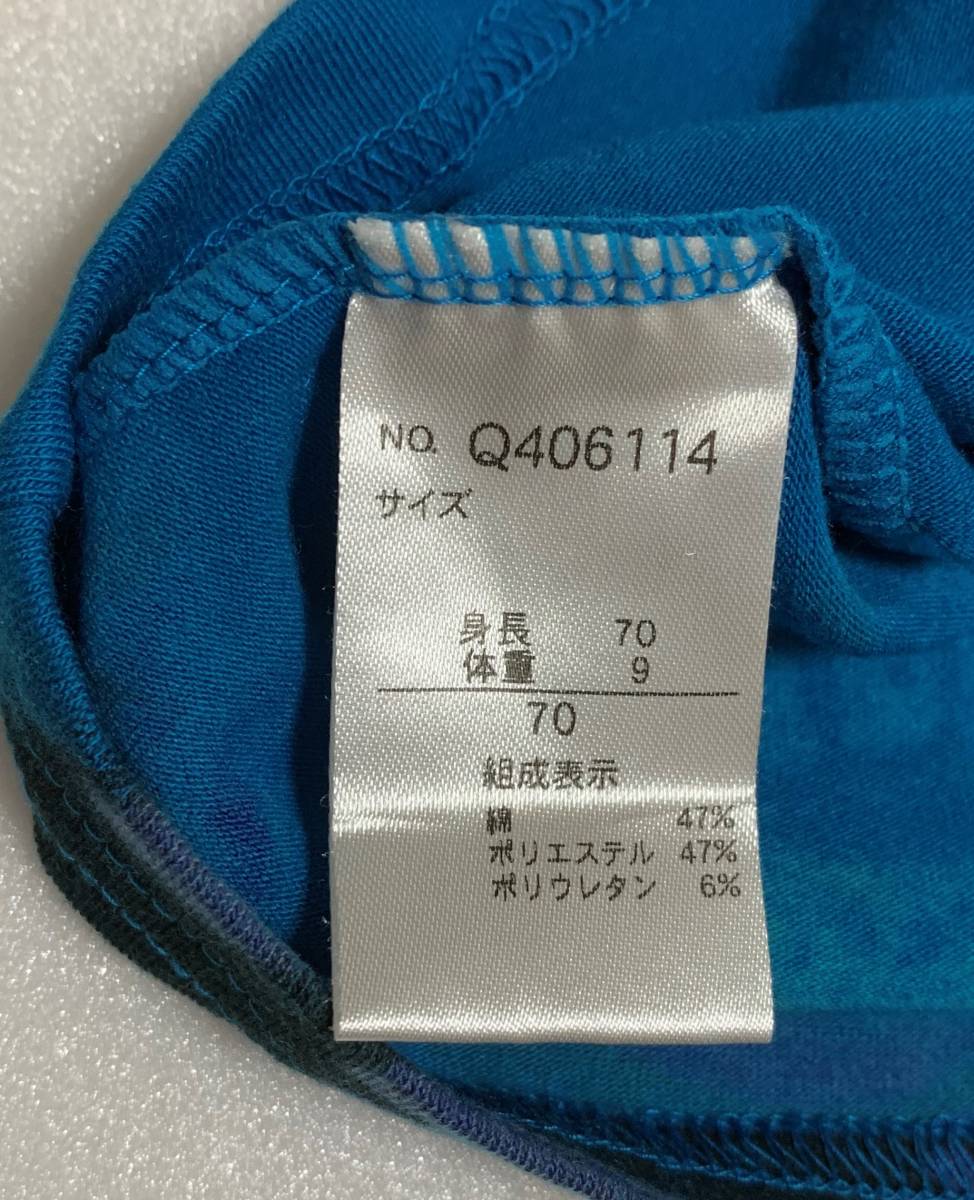 NO. Q406114
サイズ
身長 70
体重 9
70
組成表示
綿 47%
ポリエステル 47%
ポリウレタン 6%